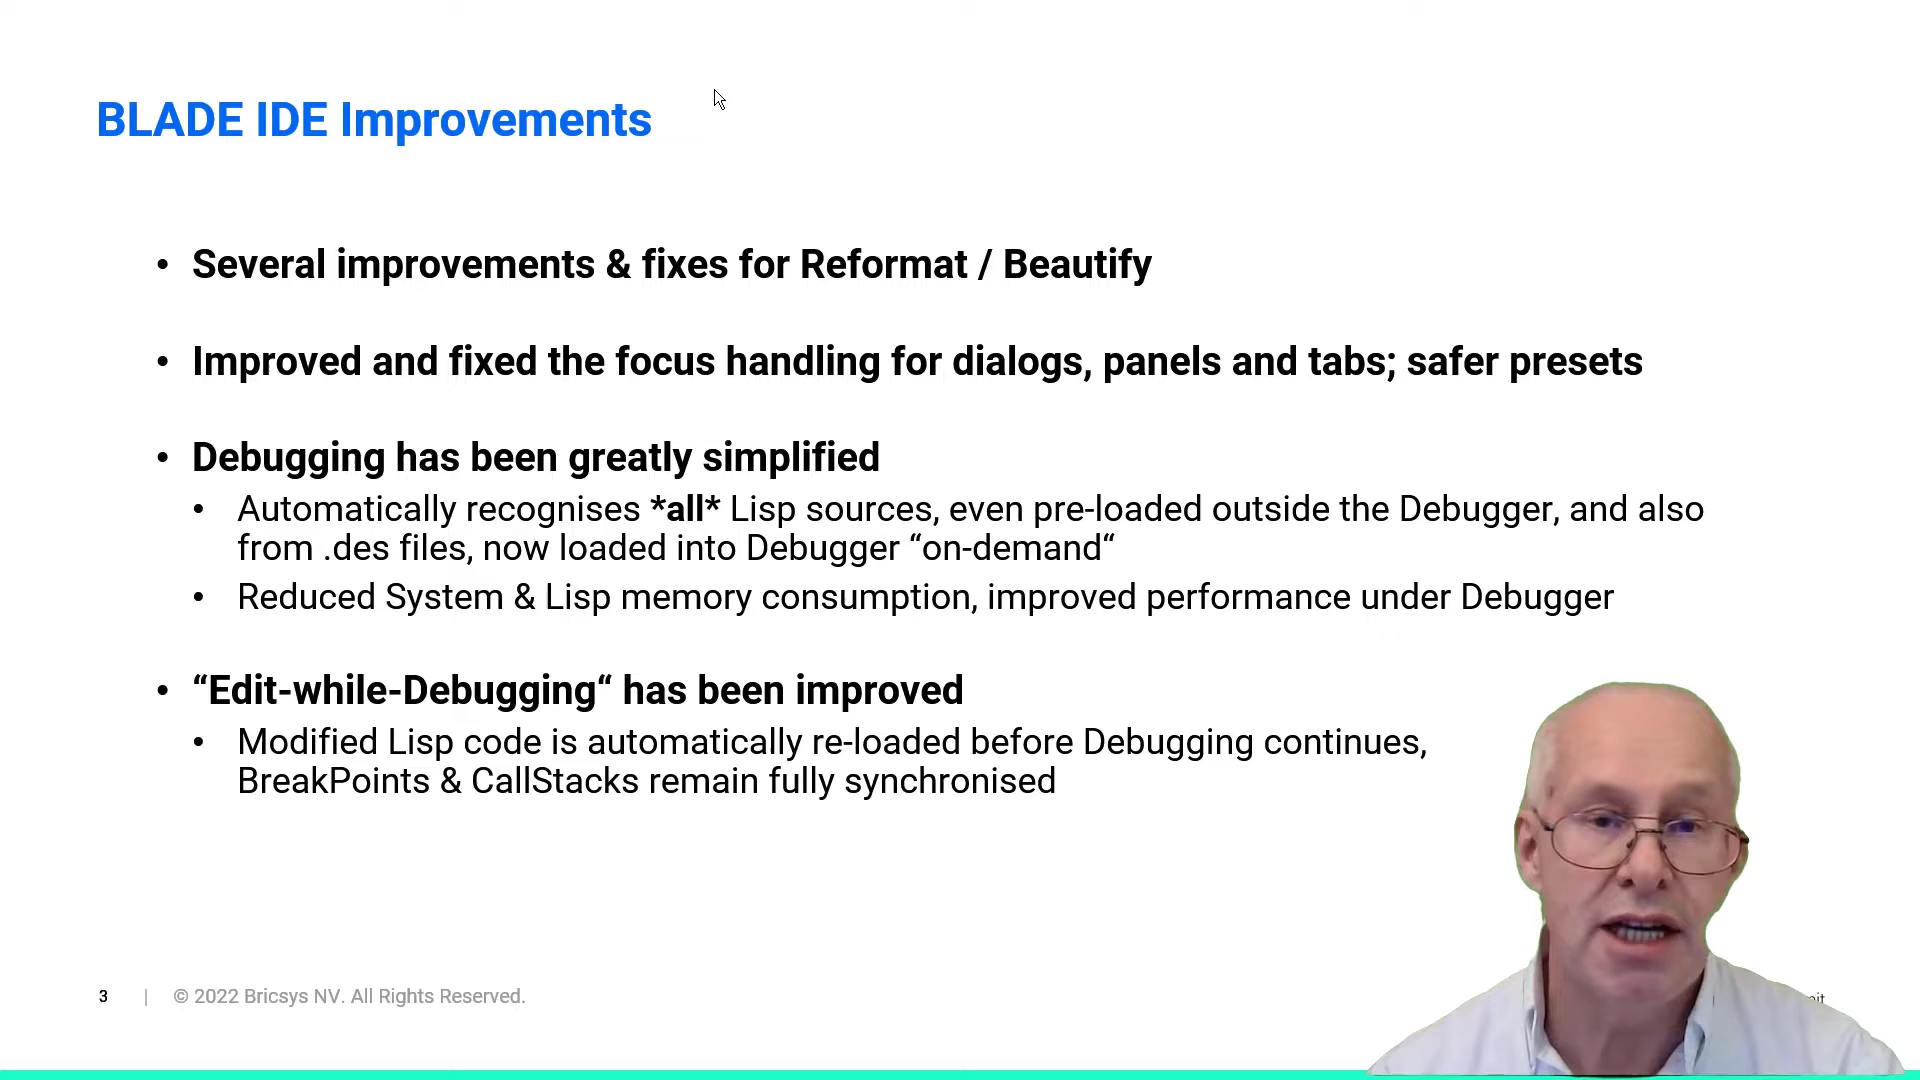 BLADE IDE Improvements
• Several improvements & fixes for Reformat / Beautify
• Improved and fixed the focus handling for dialogs, panels and tabs; safer presets
• Debugging has been greatly simplified
• Automatically recognises *all* Lisp sources, even pre-loaded outside the Debugger, and also
from .des files, now loaded into Debugger “on-demand“
• Reduced System & Lisp memory consumption, improved performance under Debugger
• “Edit-while-Debugging“ has been improved
• Modified Lisp code is automatically re-loaded before Debugging continues,
BreakPoints & CallStacks remain fully synchronised
3 | © 2022 Bricsys NV. All Rights Reserved.